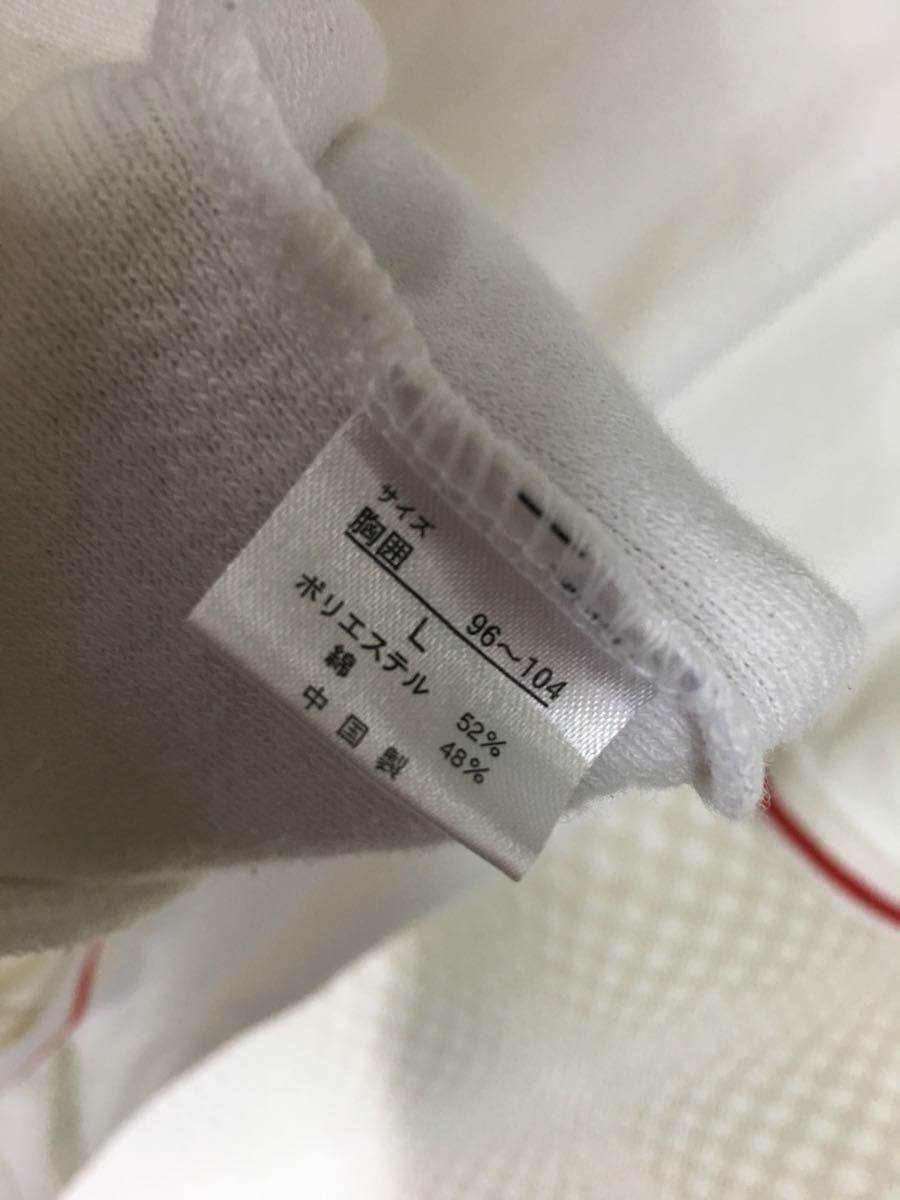 サイズ
胸囲 96～104
L
ポリエステル 52%
綿 48%
中国製